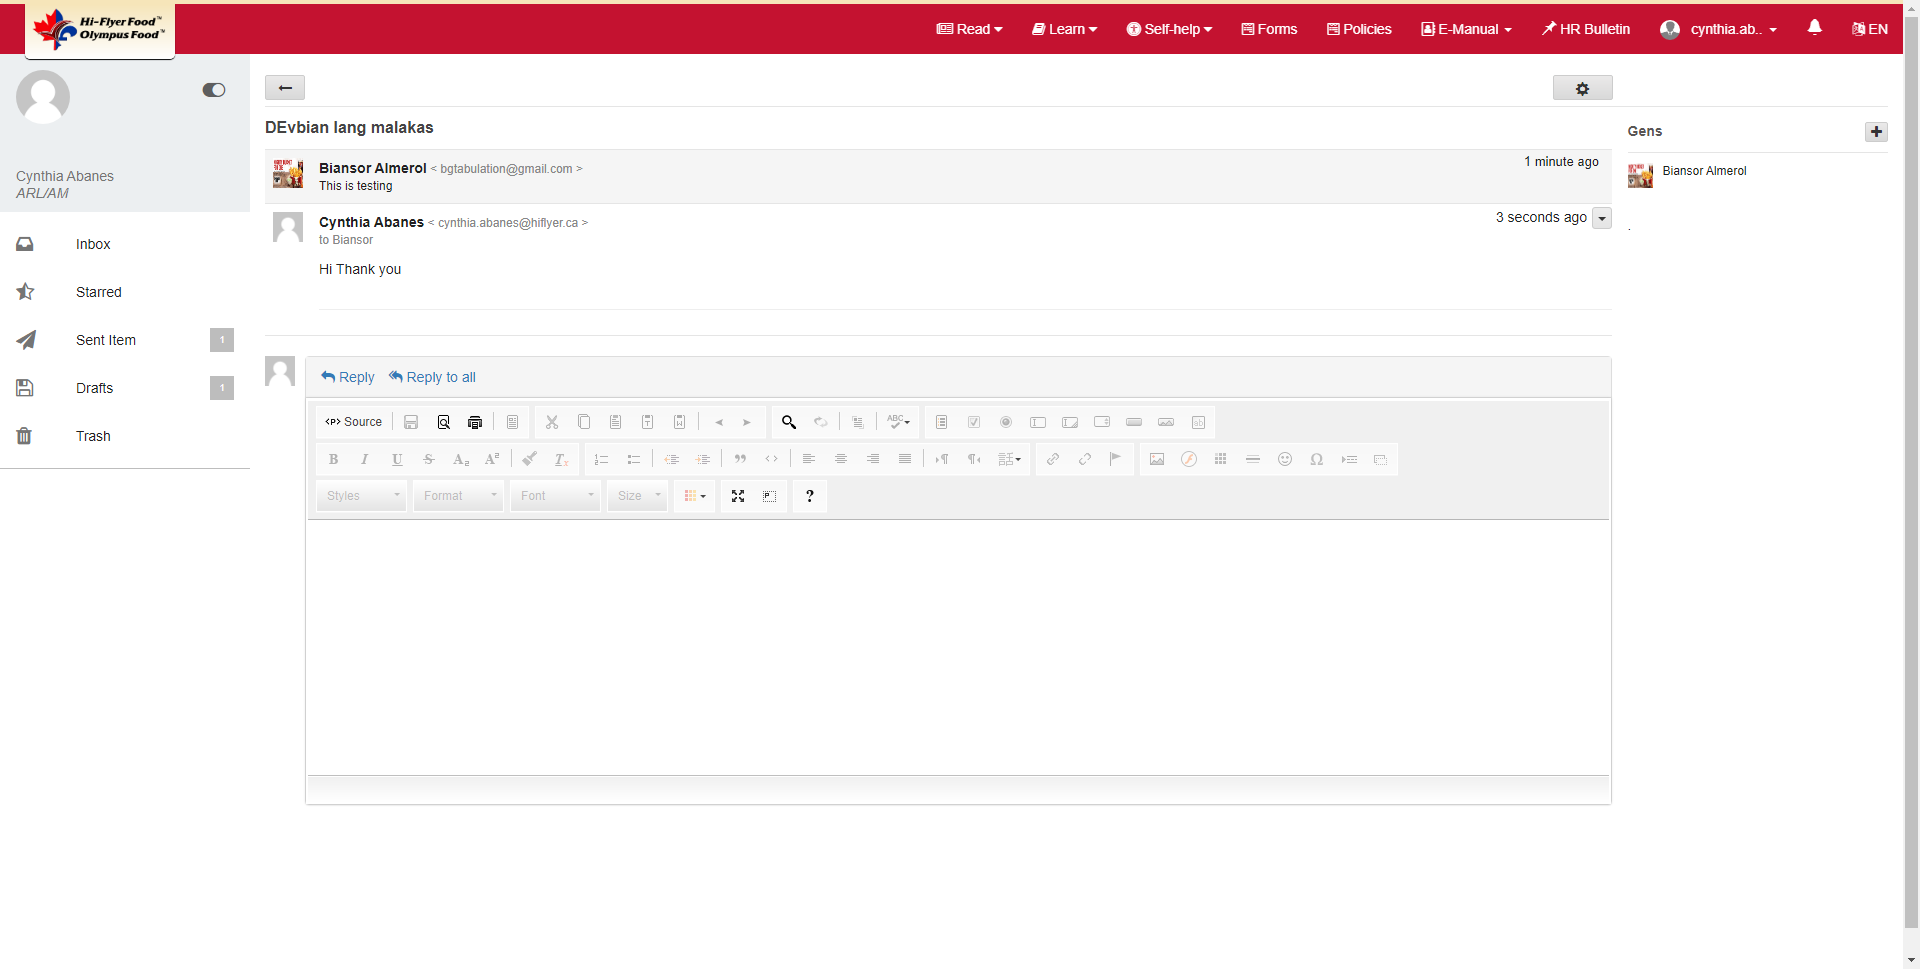 Hi-Flyer Food™
Olympus Food™
Read
Learn
Self-help
Forms
Policies
E-Manual
HR Bulletin
cynthia.ab..
EN
Cynthia Abanes
ARL/AM
Inbox
Starred
Sent Item 1
Drafts 1
Trash
DEvbian lang malakas
Biansor Almerol < bgtabulation@gmail.com >
1 minute ago
This is testing
Cynthia Abanes < cynthia.abanes@hiflyer.ca >
3 seconds ago
to Biansor
Hi Thank you
Reply Reply to all
Source
ABC
Styles Format Font Size
?
Gens
Biansor Almerol
.